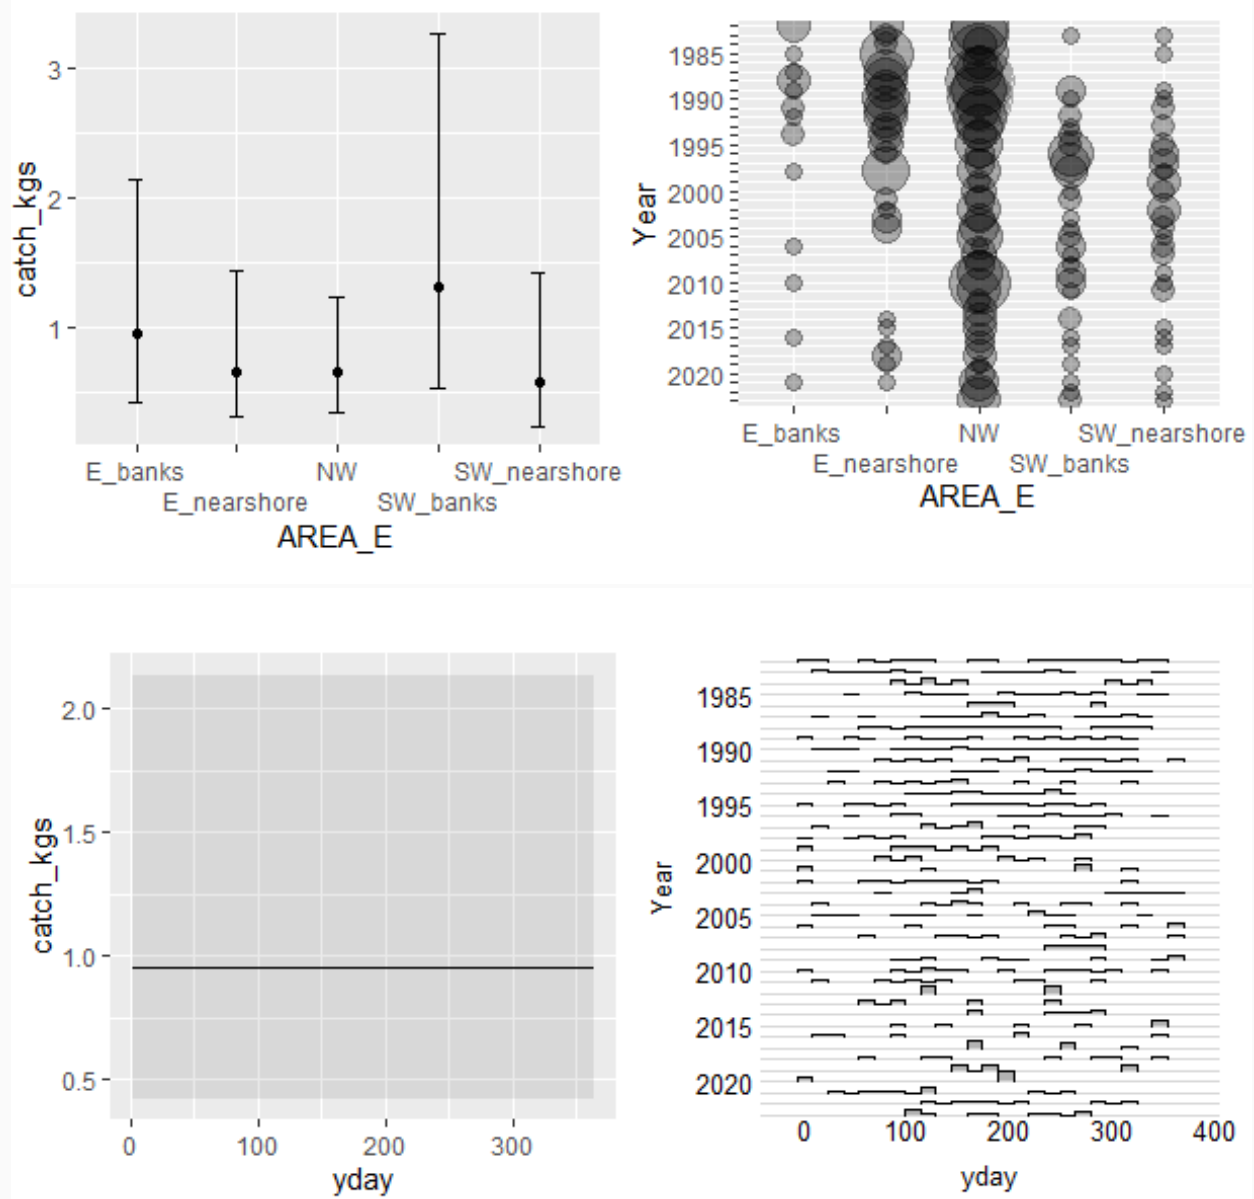 catch_kgs
3
2
1
E_banks
NW
SW_nearshore
E_nearshore
SW_banks
AREA_E
Year
1985
1990
1995
2000
2005
2010
2015
2020
E_banks
NW
SW_nearshore
E_nearshore
SW_banks
AREA_E
catch_kgs
2.0
1.5
1.0
0.5
0
100
200
300
yday
Year
1985
1990
1995
2000
2005
2010
2015
2020
0
100
200
300
400
yday